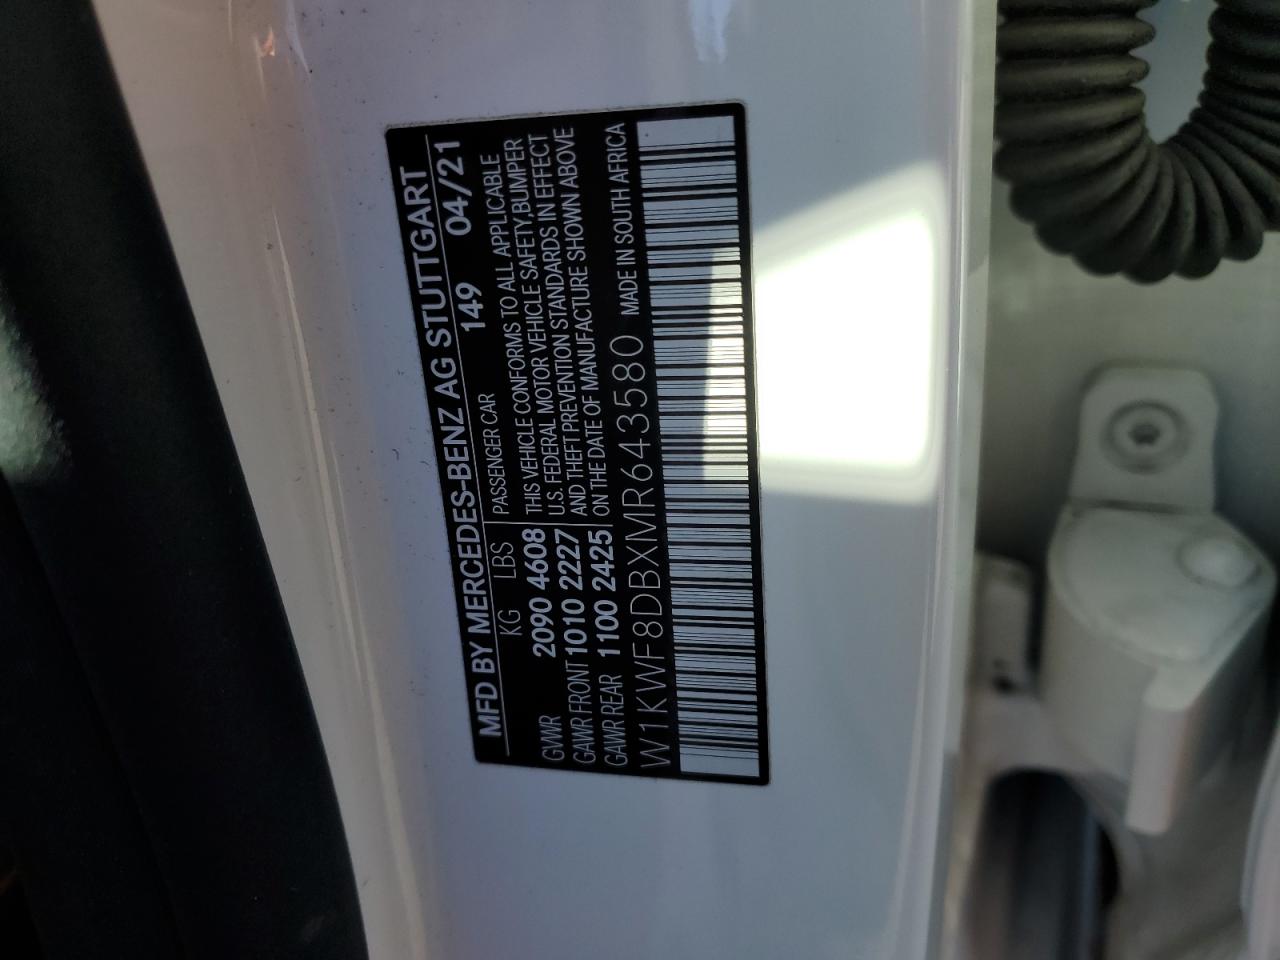 MFD BY MERCEDES-BENZ AG STUTTGART
149 04/21
KG LBS
GVWR 2090 4608
GAWR FRONT 1010 2227
GAWR REAR 1100 2425
PASSENGER CAR
THIS VEHICLE CONFORMS TO ALL APPLICABLE
U.S. FEDERAL MOTOR VEHICLE SAFETY,BUMPER
AND THEFT PREVENTION STANDARDS IN EFFECT
ON THE DATE OF MANUFACTURE SHOWN ABOVE
W1KWF8DBXMR643580 MADE IN SOUTH AFRICA